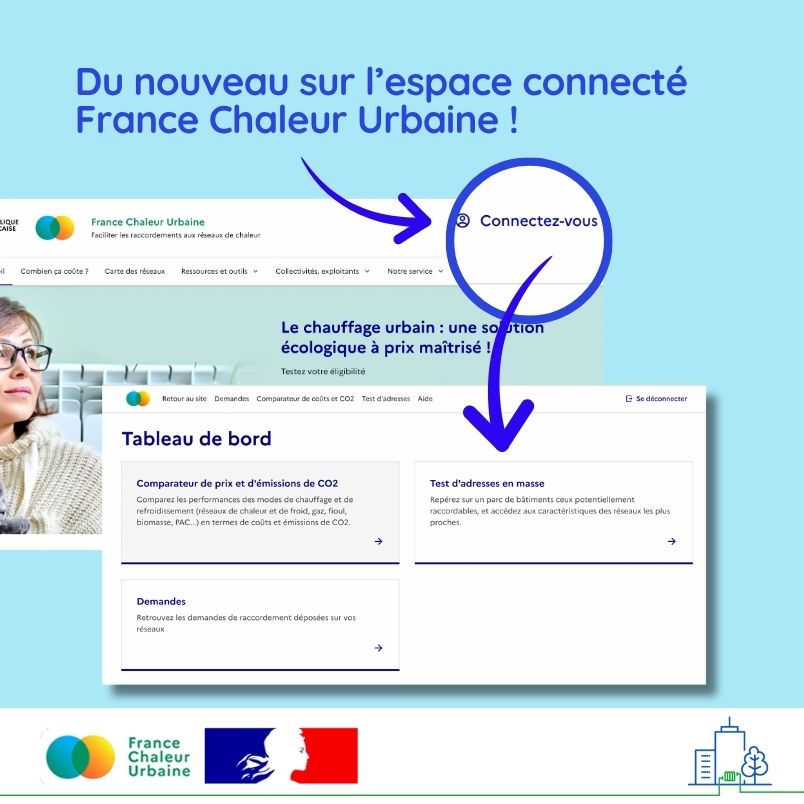 Du nouveau sur l'espace connecté
France Chaleur Urbaine !
France Chaleur Urbaine
Faciliter les raccordements aux réseaux de chaleur
Connectez-vous
Combien ça coûte ?
Carte des réseaux
Ressources et outils
Collectivités, exploitants
Notre service
Le chauffage urbain : une solution
écologique à prix maîtrisé !
Testez votre éligibilité
Retour au site
Demandes
Comparateur de coûts et CO2
Test d'adresses
Aide
Se déconnecter
Tableau de bord
Comparateur de prix et d'émissions de CO2
Comparez les performances des modes de chauffage et de
refroidissement (réseaux de chaleur et de froid, gaz, fioul,
biomasse, PAC...) en termes de coûts et émissions de CO2.
Test d'adresses en masse
Repérez sur un parc de bâtiments ceux potentiellement
raccordables, et accédez aux caractéristiques des réseaux les plus
proches.
Demandes
Retrouvez les demandes de raccordement déposées sur vos
réseaux
France
Chaleur
Urbaine